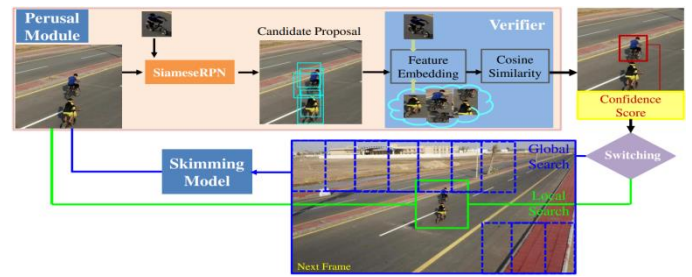 Perusal
Module
SiameseRPN
Candidate Proposal
Verifier
Feature
Embedding
Cosine
Similarity
Confidence
Score
Switching
Skimming
Model
Global
Search
Local
Search
Next Frame